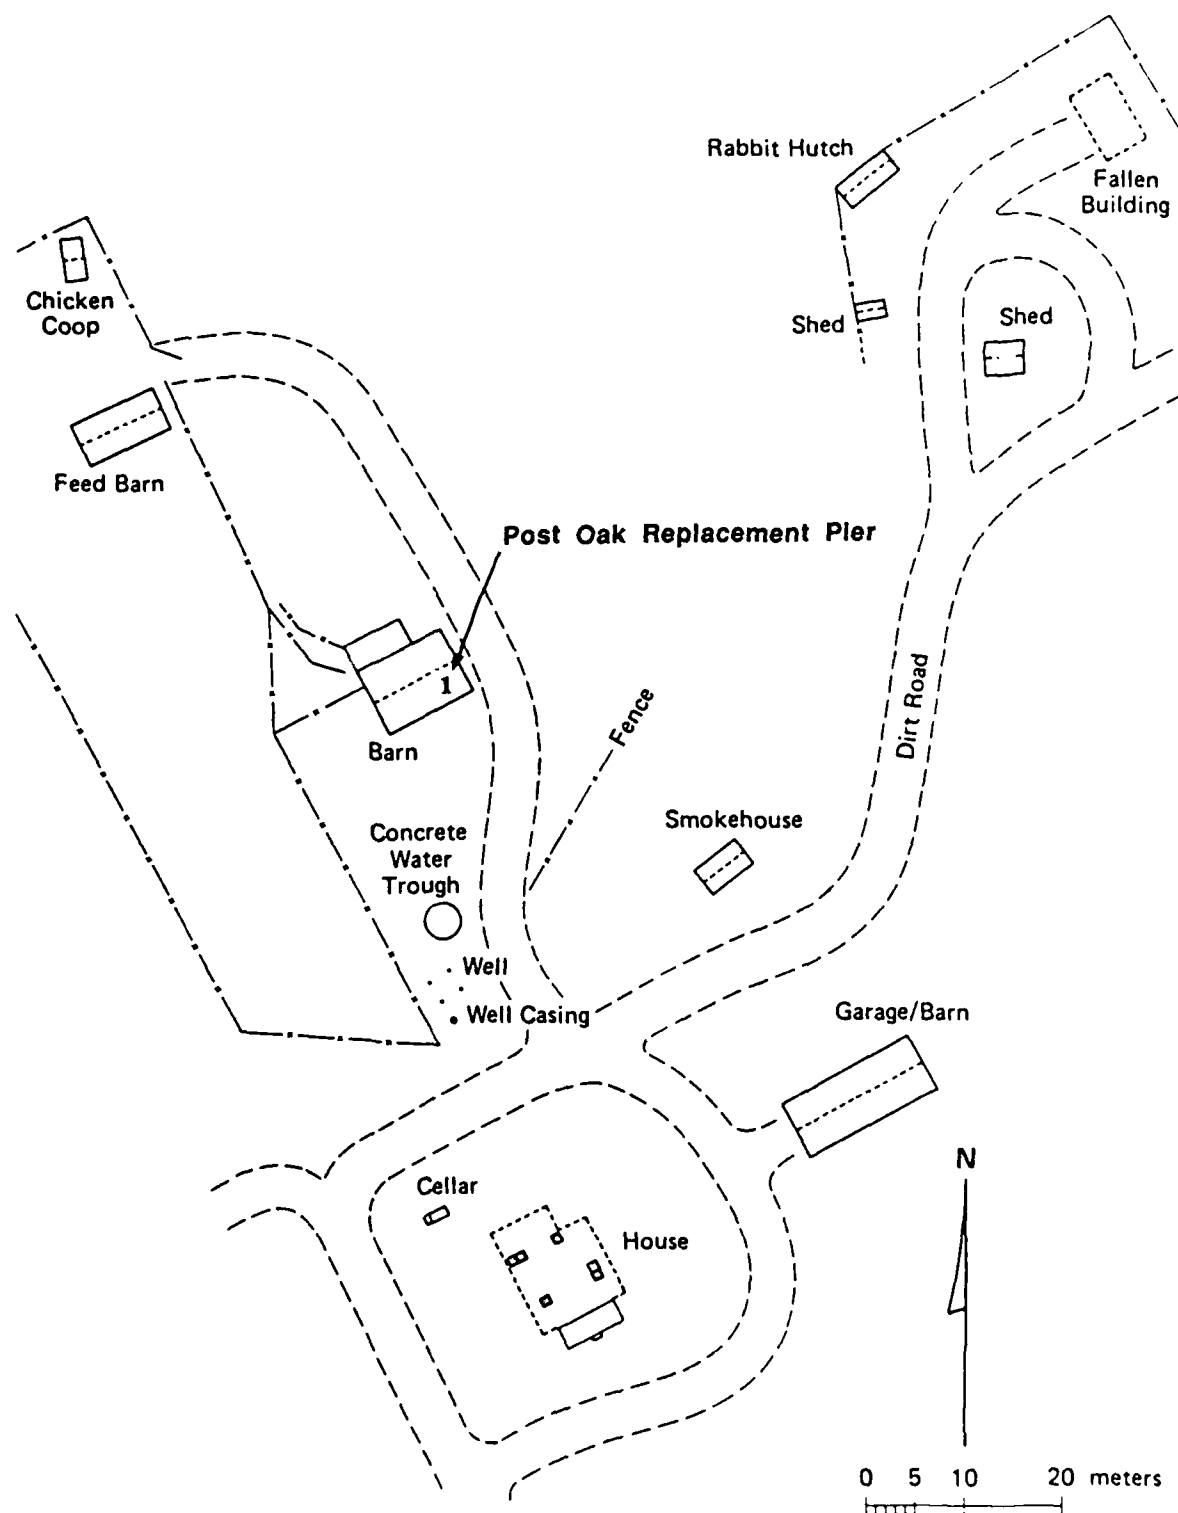 Rabbit Hutch
Fallen
Building
Chicken
Coop
Shed
Shed
Feed Barn
Post Oak Replacement Pier
1
Barn
Fence
Dirt Road
Concrete
Water
Trough
Smokehouse
Well
Well Casing
Garage/Barn
N
Cellar
House
0 5 10 20 meters